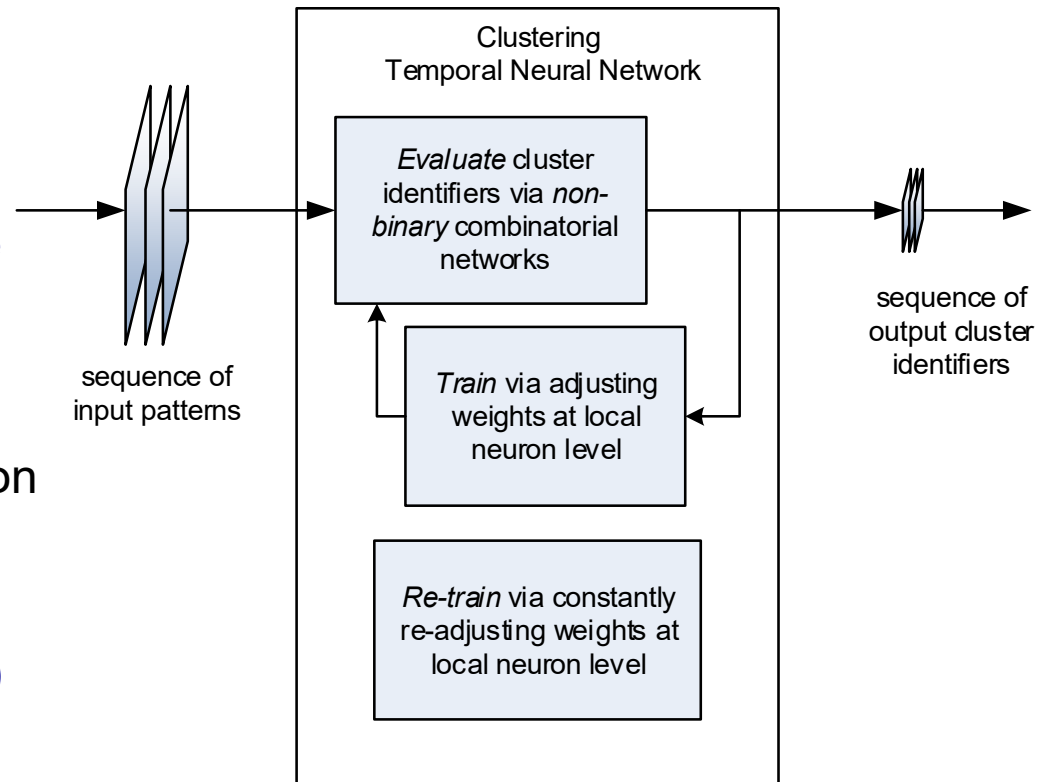 Clustering
Temporal Neural Network
Evaluate cluster
identifiers via non-
binary combinatorial
networks
sequence of
input patterns
Train via adjusting
weights at local
neuron level
sequence of
output cluster
identifiers
on
Re-train via constantly
re-adjusting weights at
local neuron level
)